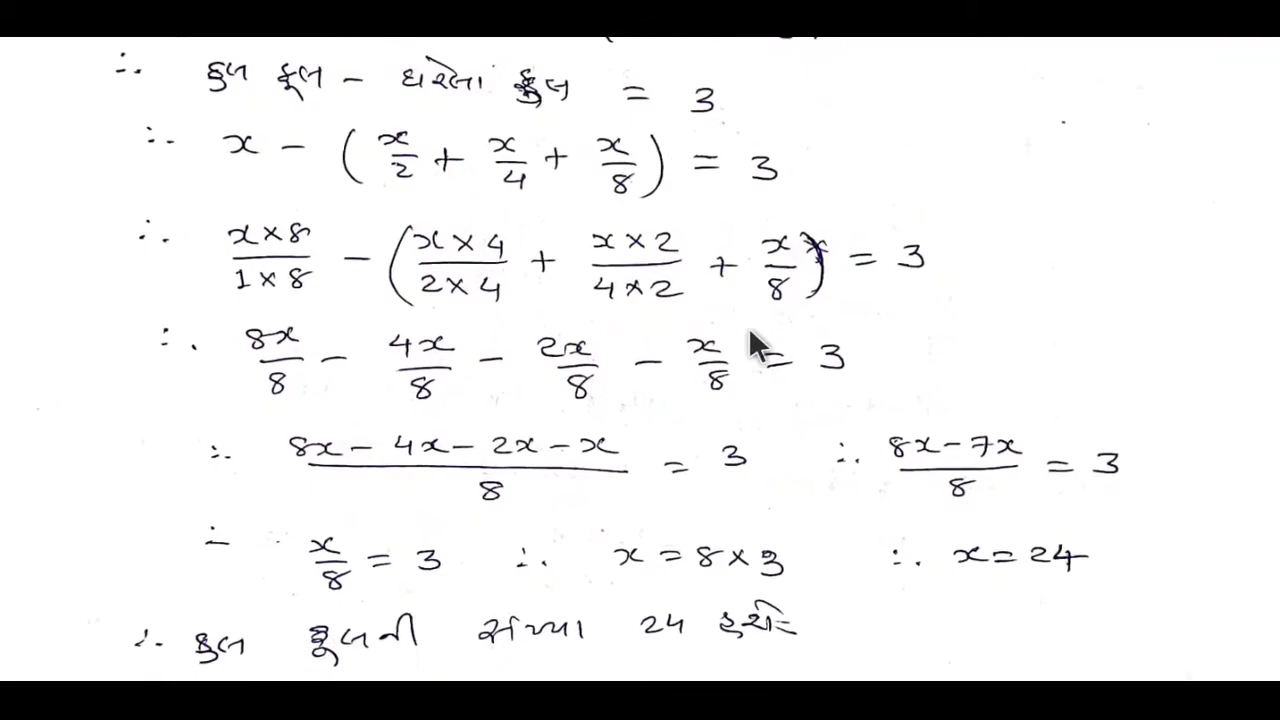 ∴ કુલ ફૂલ - ધરેલા ફૂલ = 3
∴ x - (x/2 + x/4 + x/8) = 3
∴ x×8/1×8 - (x×4/2×4 + x×2/4×2 + x/8) = 3
∴ 8x/8 - 4x/8 - 2x/8 - x/8 = 3
∴ 8x - 4x - 2x - x/8 = 3 ∴ 8x - 7x/8 = 3
x/8 = 3 ∴ x = 8×3 ∴ x = 24
∴ કુલ ફૂલની સંખ્યા 24 હશે